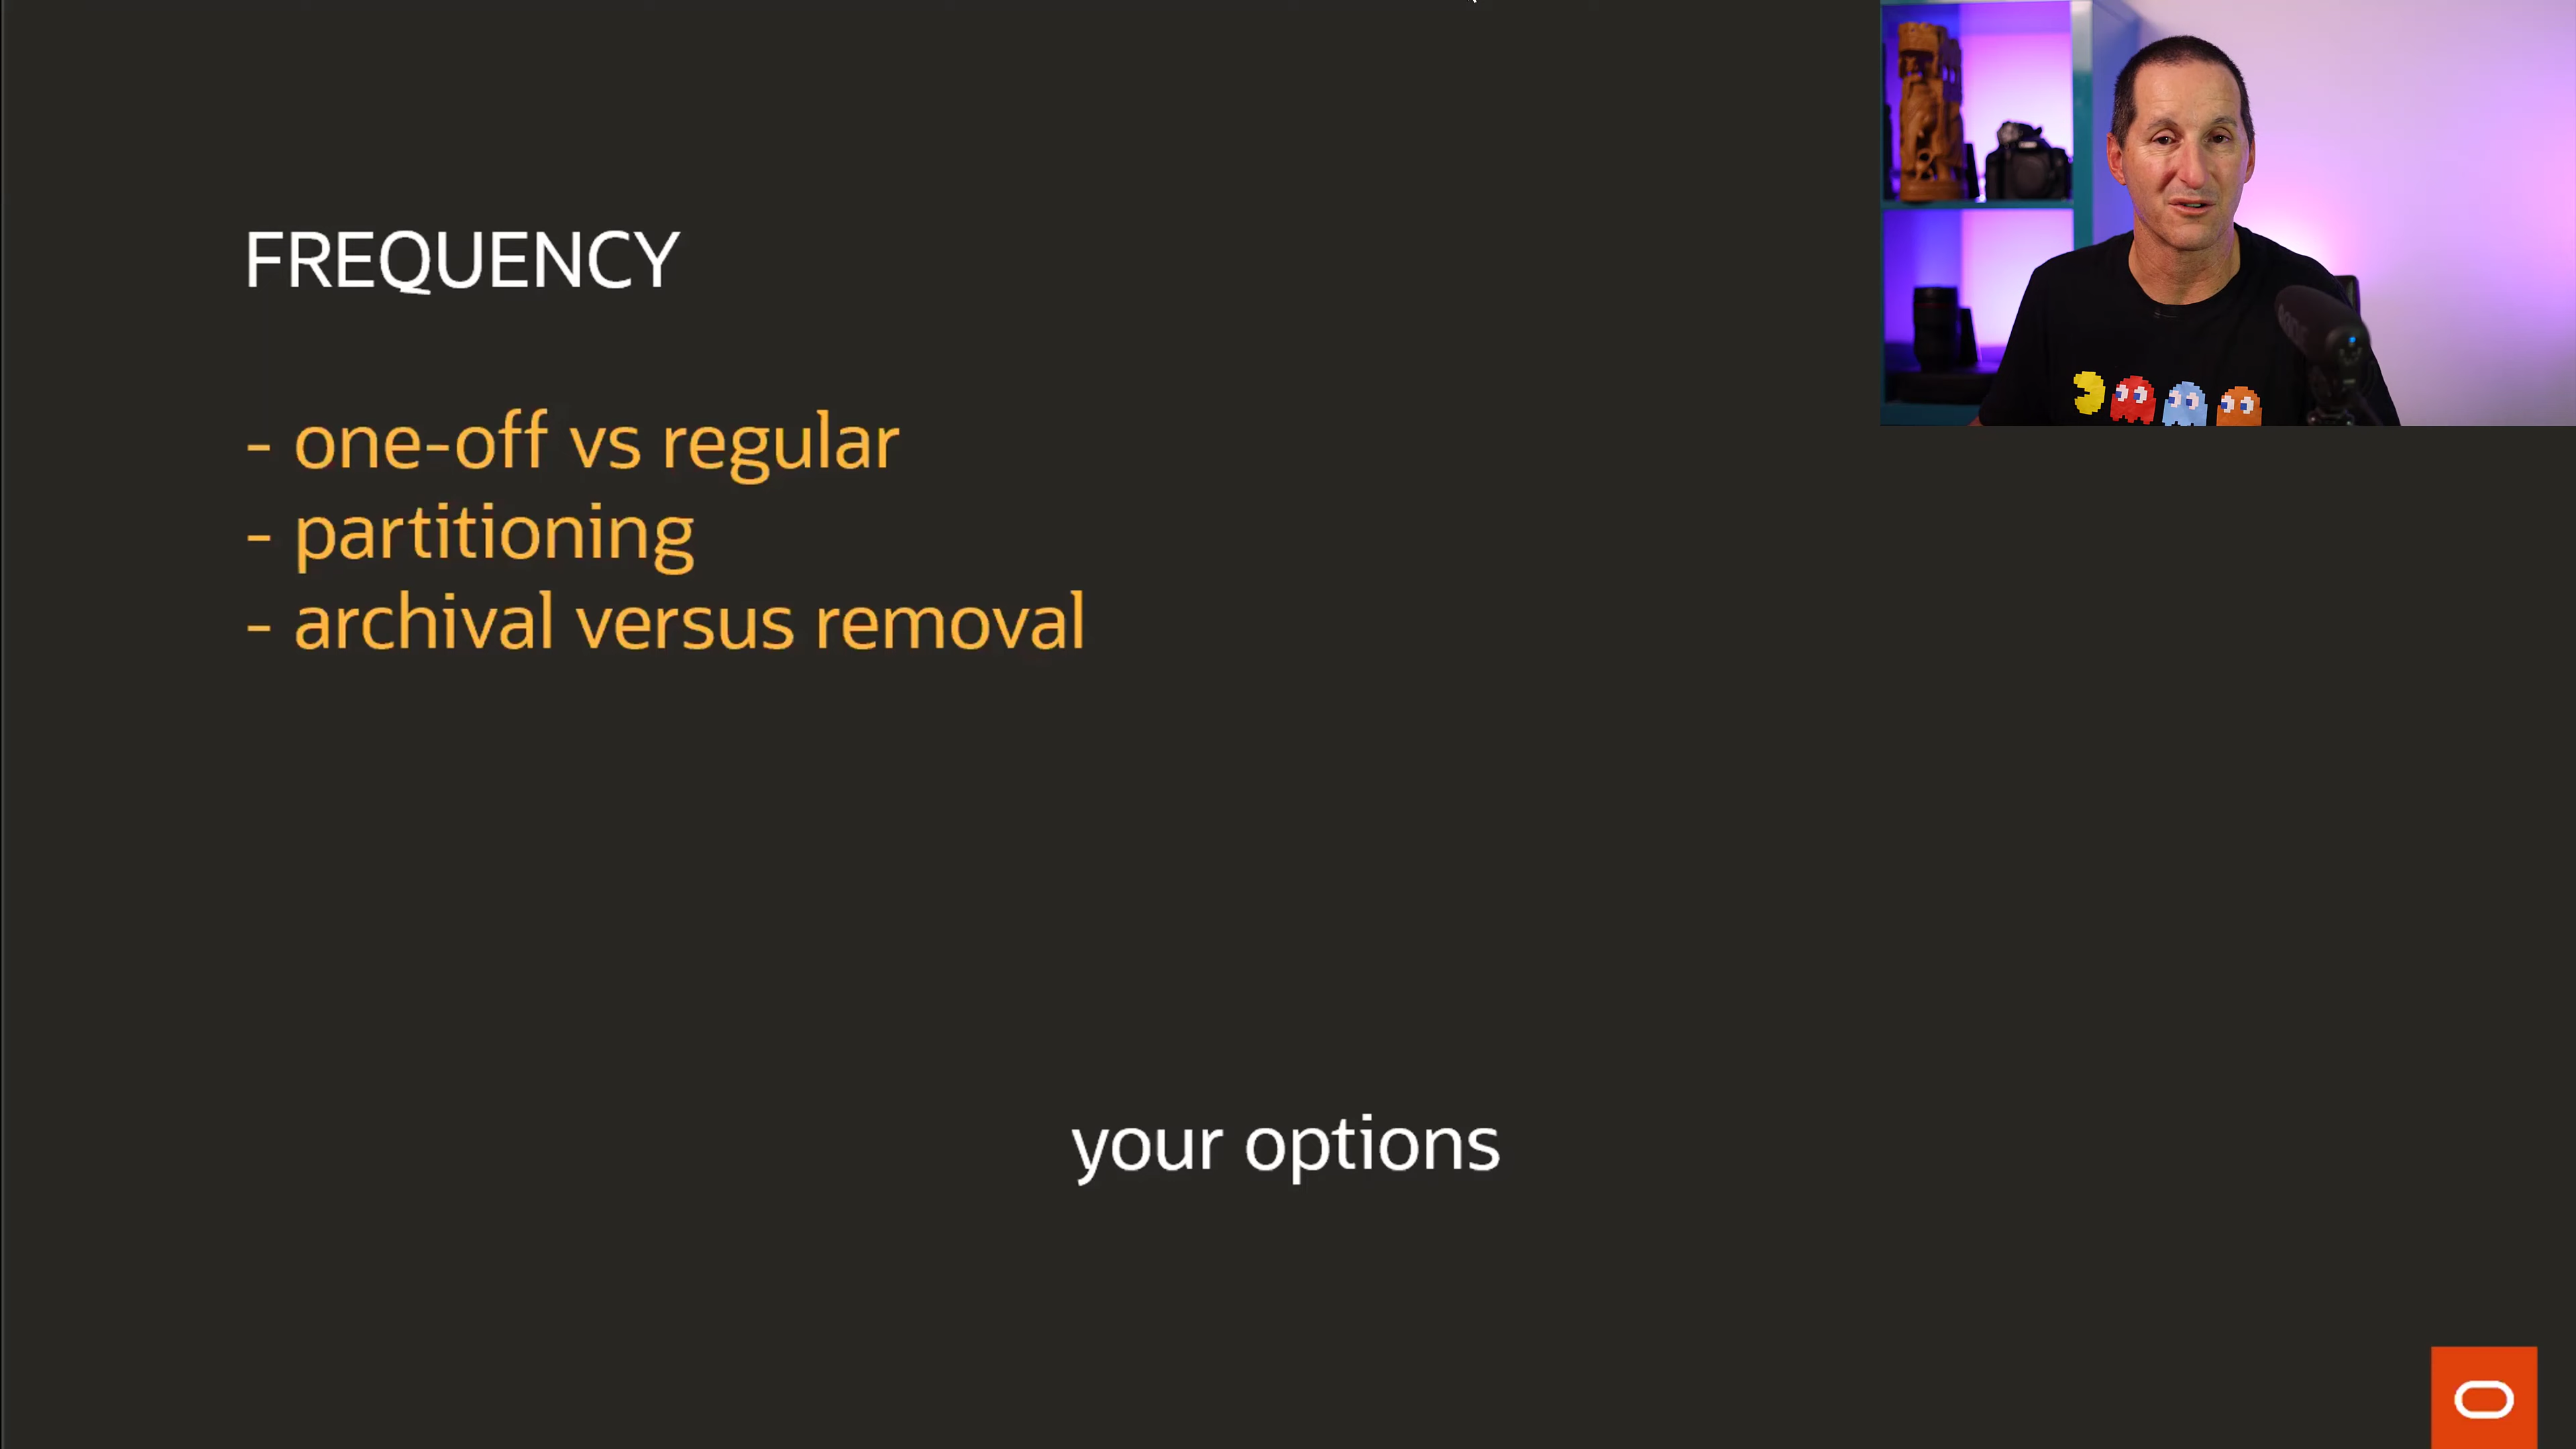 FREQUENCY
- one-off vs regular
- partitioning
- archival versus removal
your options